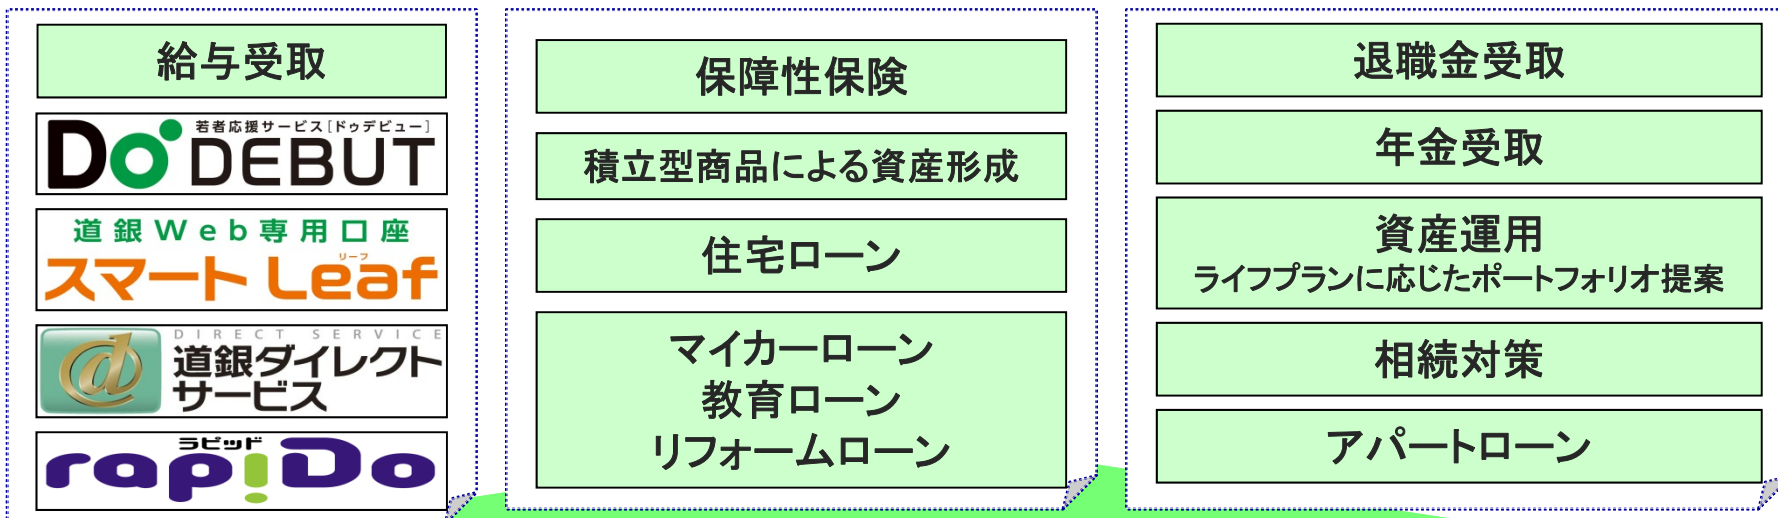 給与受取
若者応援サービス[ドゥデビュー]
Do DEBUT
道銀Web専用口座
リーフ
スマートLeaf
DIRECT SERVICE
道銀ダイレクト
サービス
ラピッド
rapiDo
保障性保険
積立型商品による資産形成
住宅ローン
マイカーローン
教育ローン
リフォームローン
退職金受取
年金受取
資産運用
ライフプランに応じたポートフォリオ提案
相続対策
アパートローン